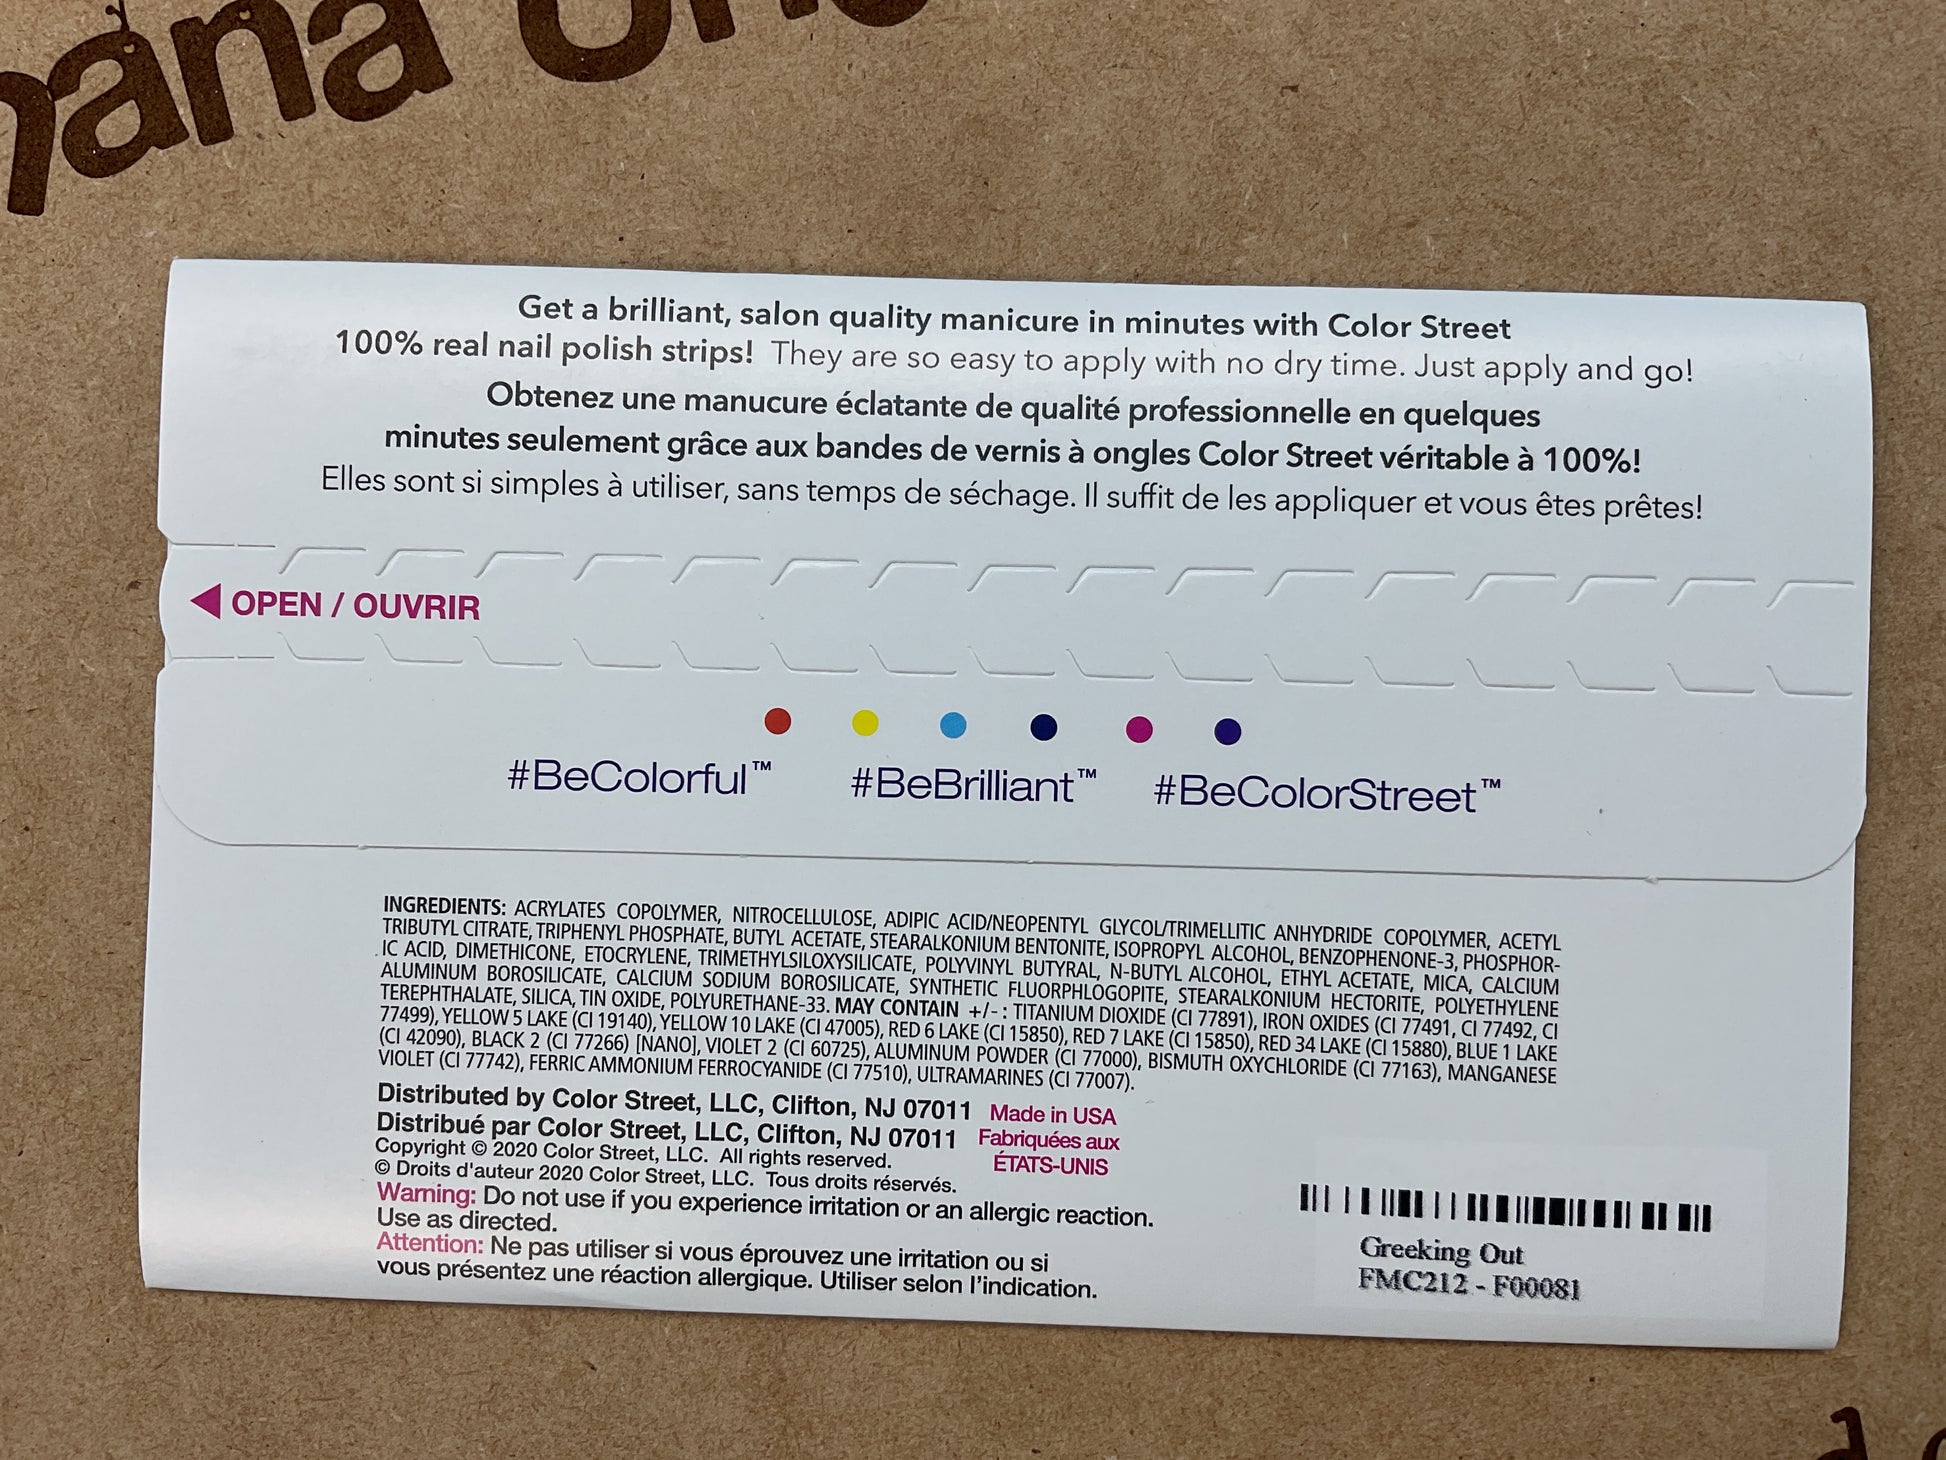 Get a brilliant, salon quality manicure in minutes with Color Street
100% real nail polish strips! They are so easy to apply with no dry time. Just apply and go!
Obtenez une manucure éclatante de qualité professionnelle en quelques
minutes seulement grâce aux bandes de vernis à ongles Color Street véritable à 100%!
Elles sont si simples à utiliser, sans temps de séchage. Il suffit de les appliquer et vous êtes prêtes!
OPEN / OUVRIR
#BeColorful™ #BeBrilliant™ #BeColorStreet™
INGREDIENTS: ACRYLATES COPOLYMER, NITROCELLULOSE, ADIPIC ACID/NEOPENTYL GLYCOL/TRIMELLITIC ANHYDRIDE COPOLYMER, ACETYL
TRIBUTYL CITRATE, TRIPHENYL PHOSPHATE, BUTYL ACETATE, STEARALKONIUM BENTONITE, ISOPROPYL ALCOHOL, BENZOPHENONE-3, PHOSPHOR-
IC ACID, DIMETHICONE, ETOCRYLENE, TRIMETHYLSILOXYSILICATE, POLYVINYL BUTYRAL, N-BUTYL ALCOHOL, ETHYL ACETATE, MICA, CALCIUM
ALUMINUM BOROSILICATE, CALCIUM SODIUM BOROSILICATE, SYNTHETIC FLUORPHLOGOPITE, STEARALKONIUM HECTORITE, POLYETHYLENE
TEREPHTHALATE, SILICA, TIN OXIDE, POLYURETHANE-33. MAY CONTAIN +/- : TITANIUM DIOXIDE (CI 77891), IRON OXIDES (CI 77491, CI 77492, CI
77499), YELLOW 5 LAKE (CI 19140), YELLOW 10 LAKE (CI 47005), RED 6 LAKE (CI 15850), RED 7 LAKE (CI 15850), RED 34 LAKE (CI 15880), BLUE 1 LAKE
(CI 42090), BLACK 2 (CI 77266) [NANO], VIOLET 2 (CI 60725), ALUMINUM POWDER (CI 77000), BISMUTH OXYCHLORIDE (CI 77163), MANGANESE
VIOLET (CI 77742), FERRIC AMMONIUM FERROCYANIDE (CI 77510), ULTRAMARINES (CI 77007).
Distributed by Color Street, LLC, Clifton, NJ 07011 Made in USA
Distribué par Color Street, LLC, Clifton, NJ 07011 Fabriquées aux
ÉTATS-UNIS
Copyright © 2020 Color Street, LLC. All rights reserved.
© Droits d'auteur 2020 Color Street, LLC. Tous droits réservés.
Warning: Do not use if you experience irritation or an allergic reaction.
Use as directed.
Attention: Ne pas utiliser si vous éprouvez une irritation ou si
vous présentez une réaction allergique. Utiliser selon l'indication.
Greeking Out
FMC212 - F00081